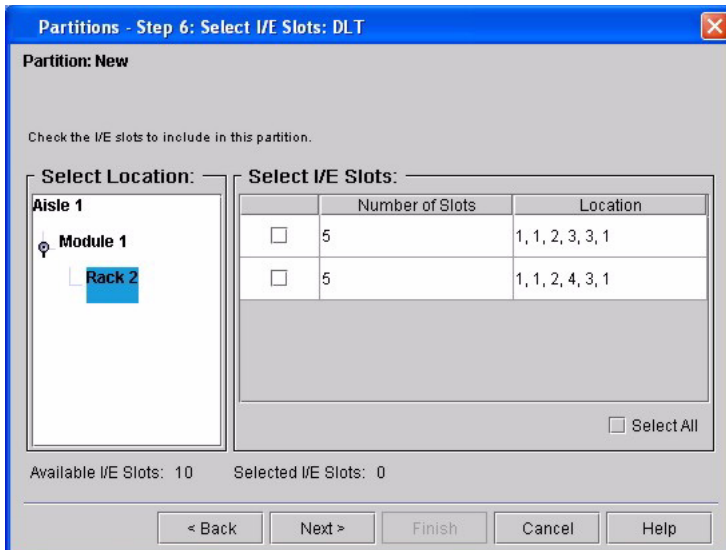 Partitions - Step 6: Select I/E Slots: DLT
Partition: New
Check the I/E slots to include in this partition.
Select Location:
Aisle 1
Module 1
Rack 2
Select I/E Slots:
Number of Slots Location
5 1, 1, 2, 3, 3, 1
5 1, 1, 2, 4, 3, 1
Select All
Available I/E Slots: 10 Selected I/E Slots: 0
< Back Next > Finish Cancel Help